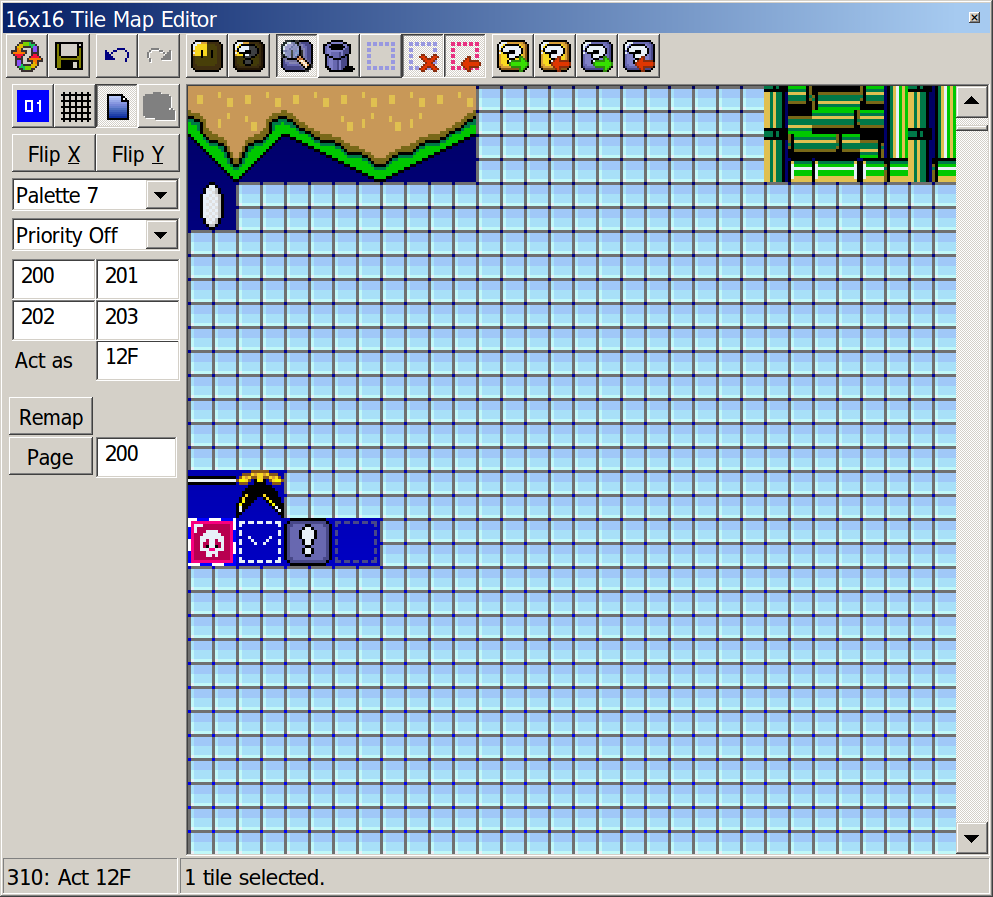 16x16 Tile Map Editor
01
Flip X Flip Y
Palette 7
Priority Off
200 201
202 203
Act as 12F
Remap
Page 200
310: Act 12F 1 tile selected.